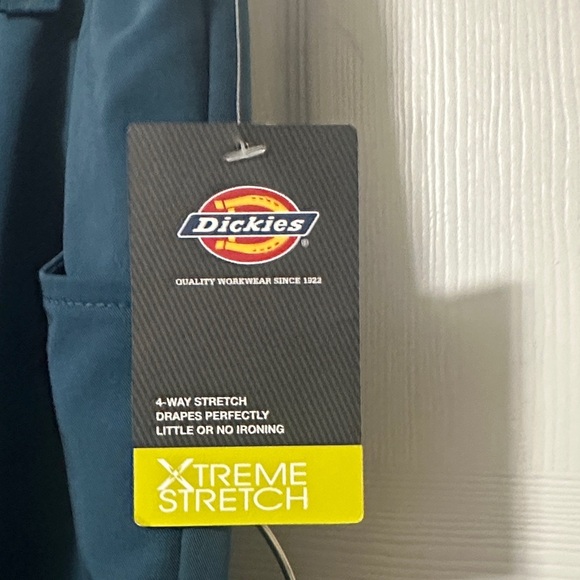 Dickies
®
QUALITY WORKWEAR SINCE 1922
4-WAY STRETCH
DRAPES PERFECTLY
LITTLE OR NO IRONING
XTREME
STRETCH